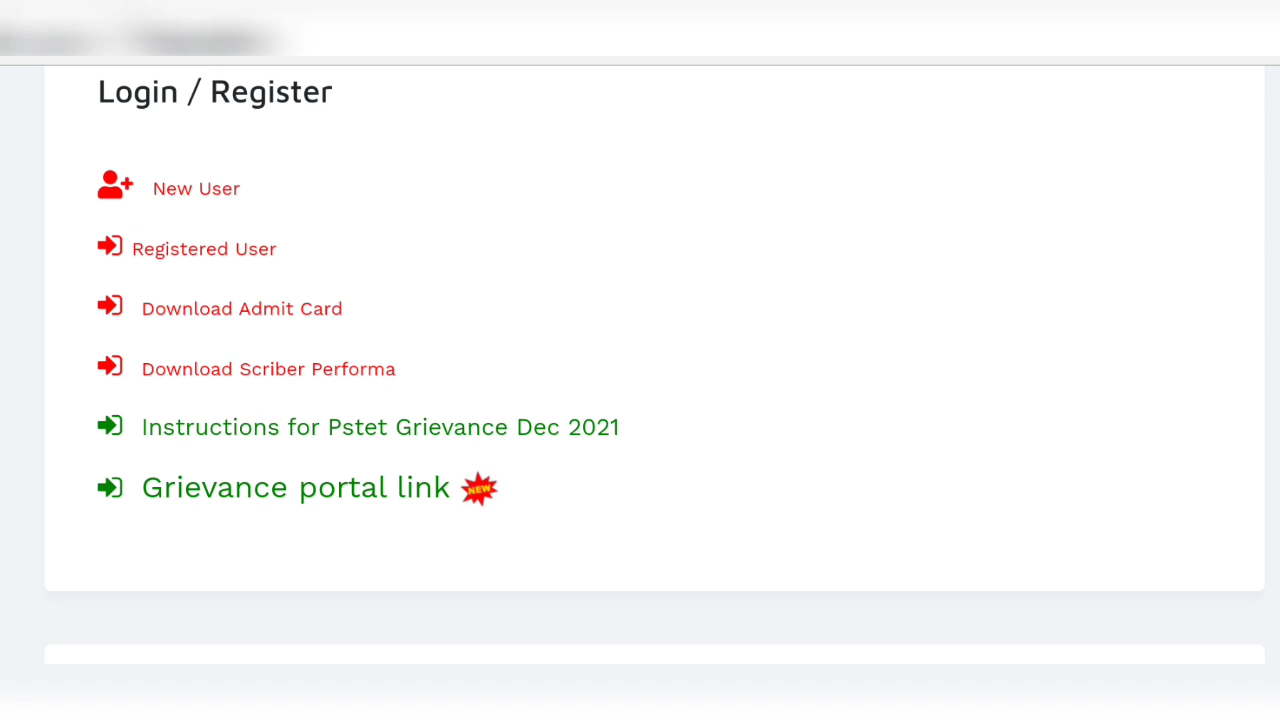 Login / Register
New User
Registered User
Download Admit Card
Download Scriber Performa
Instructions for Pstet Grievance Dec 2021
Grievance portal link NEW